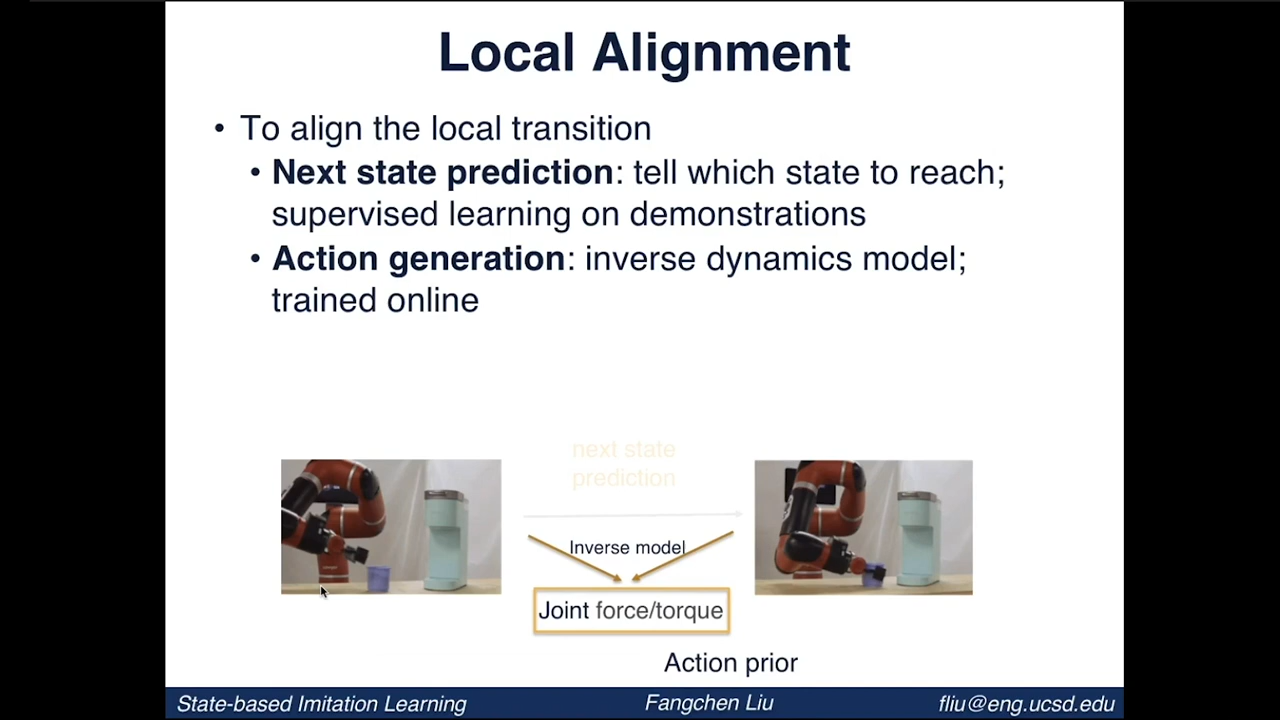 Local Alignment
• To align the local transition
• Next state prediction: tell which state to reach;
supervised learning on demonstrations
• Action generation: inverse dynamics model;
trained online
next state
prediction
Inverse model
Joint force/torque
Action prior
State-based Imitation Learning
Fangchen Liu
fliu@eng.ucsd.edu